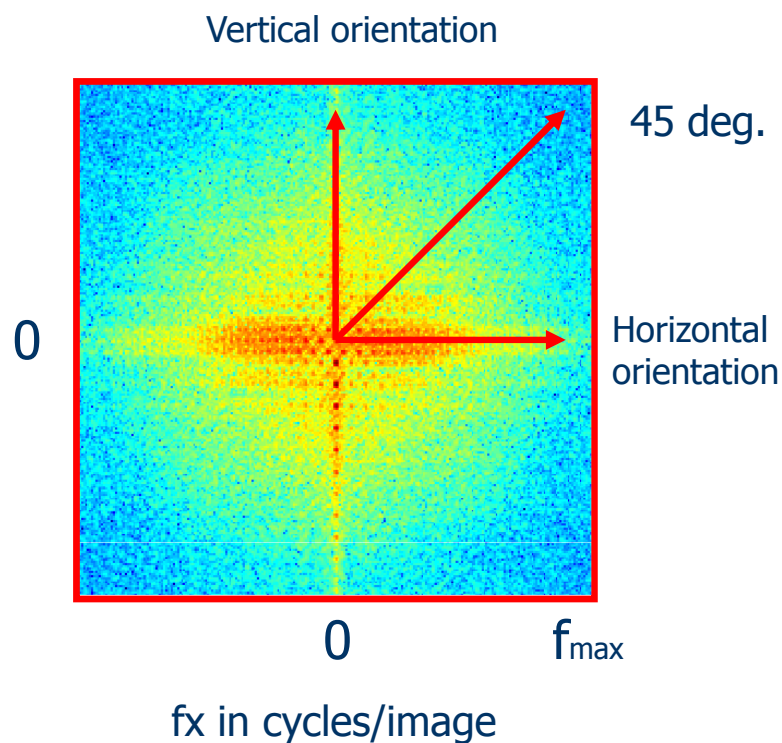 Vertical orientation
45 deg.
0
Horizontal
orientation
0
fmax
fx in cycles/image